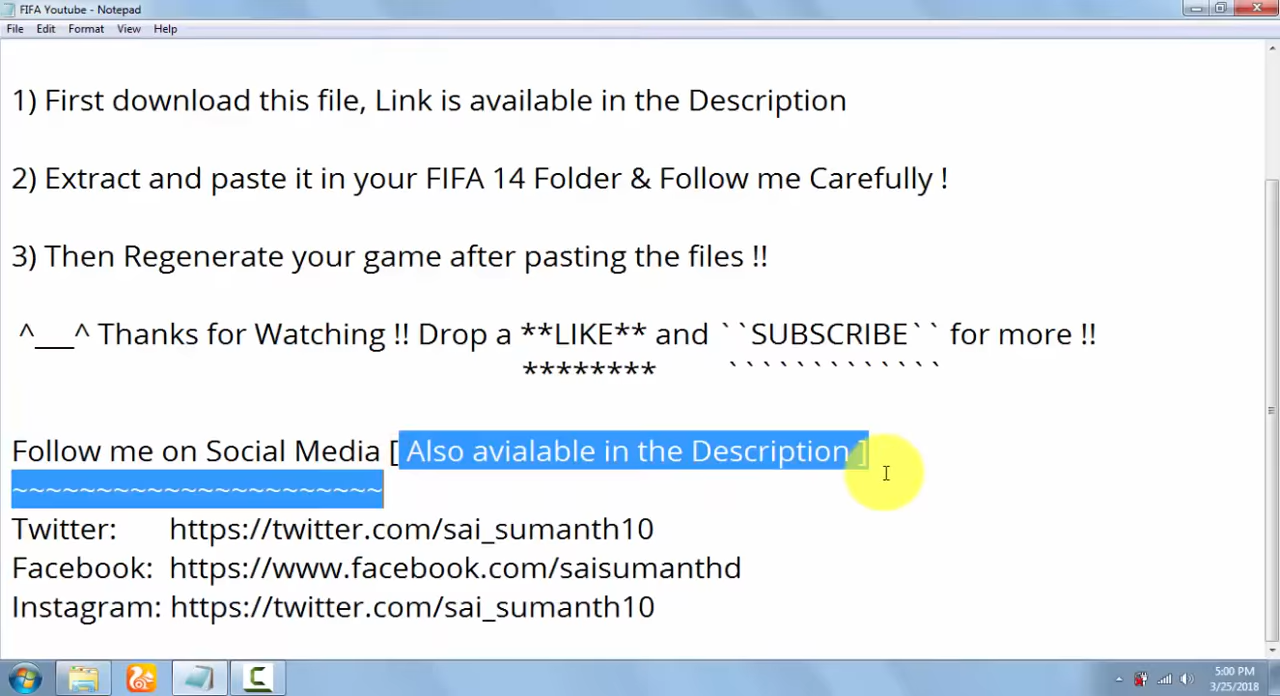 FIFA Youtube - Notepad
File Edit Format View Help
1) First download this file, Link is available in the Description
2) Extract and paste it in your FIFA 14 Folder & Follow me Carefully !
3) Then Regenerate your game after pasting the files !!
^___^ Thanks for Watching !! Drop a **LIKE** and ``SUBSCRIBE`` for more !!
******** `````````````
Follow me on Social Media [ Also avialable in the Description ]
~~~~~~~~~~~~~~~~~~~~~~
Twitter: https://twitter.com/sai_sumanth10
Facebook: https://www.facebook.com/saisumanthd
Instagram: https://twitter.com/sai_sumanth10
5:00 PM
3/25/2018